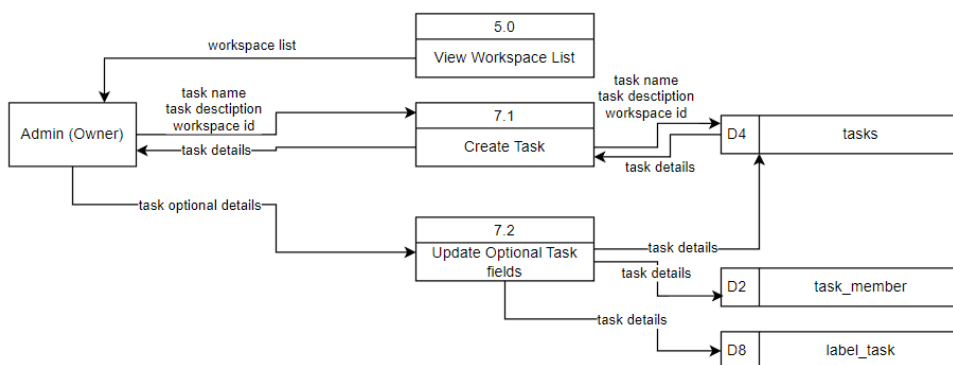 5.0
workspace list
View Workspace List
task name
task desctiption
workspace id
Admin (Owner)
task details
7.1
Create Task
task name
task desctiption
workspace id
task details
D4
tasks
task optional details
7.2
Update Optional Task
fields
task details
task details
task details
D2
task_member
D8
label_task